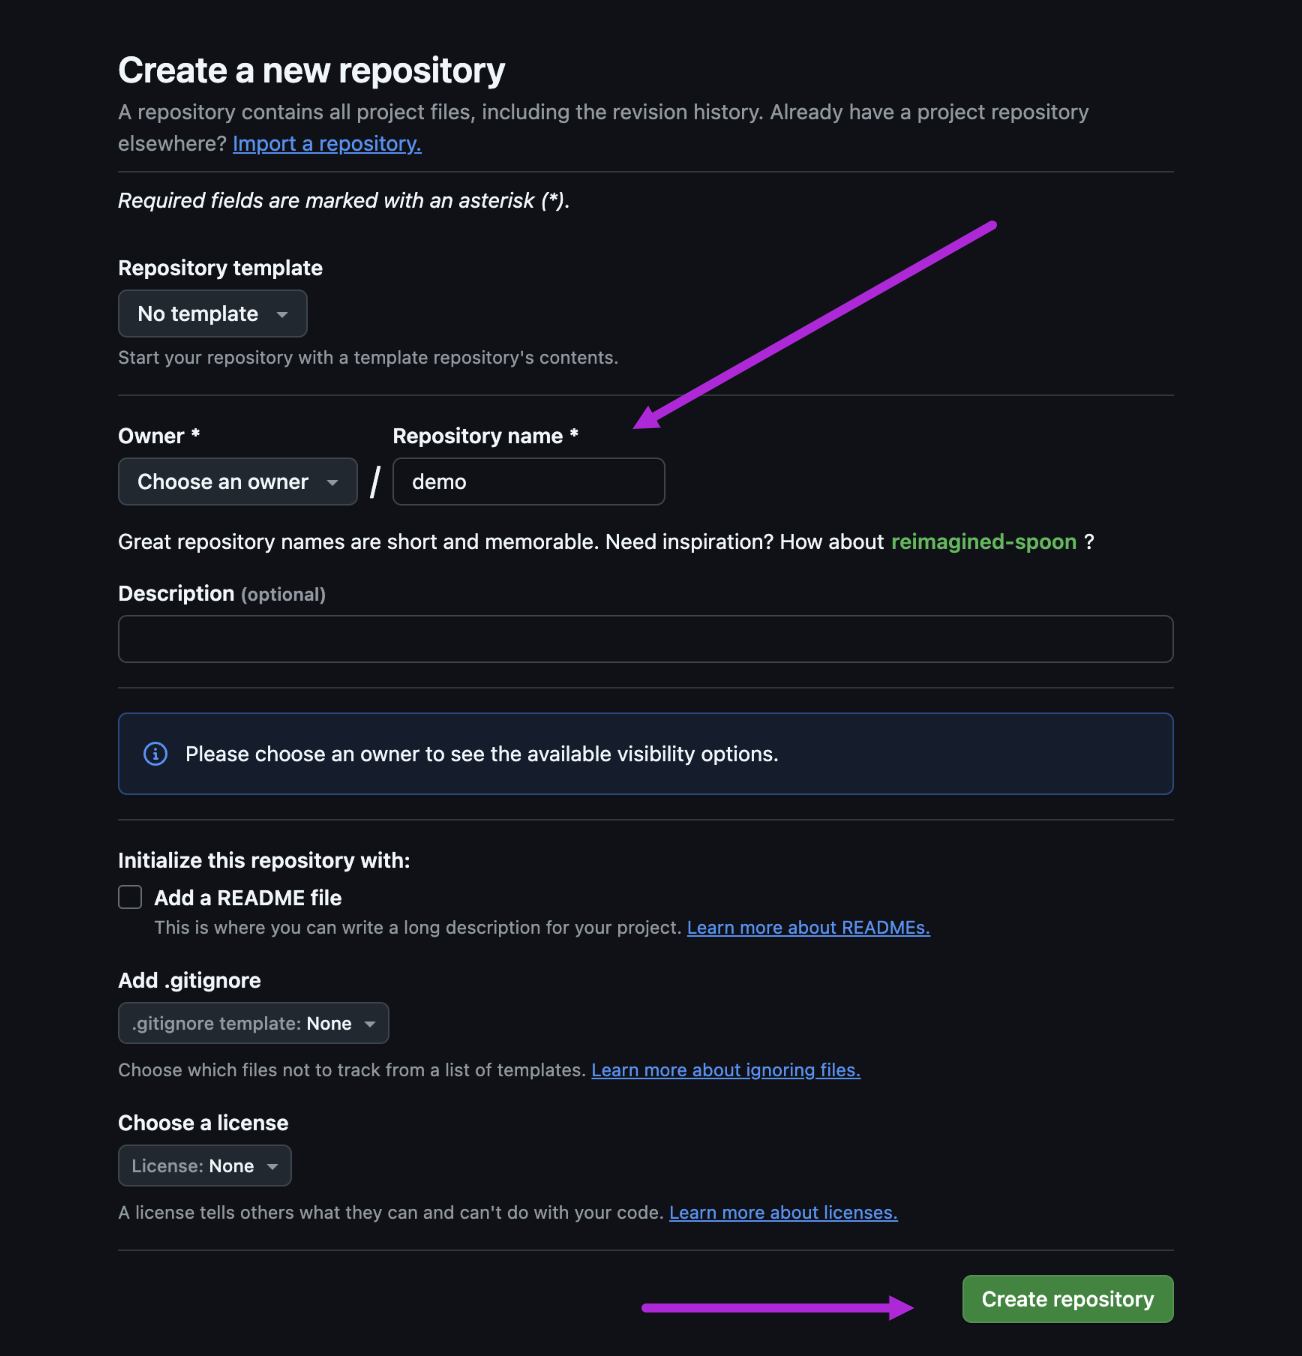 Create a new repository
A repository contains all project files, including the revision history. Already have a project repository
elsewhere? Import a repository.
Required fields are marked with an asterisk (*).
Repository template
No template
Start your repository with a template repository's contents.
Owner * Repository name *
Choose an owner / demo
Great repository names are short and memorable. Need inspiration? How about reimagined-spoon ?
Description (optional)
Please choose an owner to see the available visibility options.
Initialize this repository with:
Add a README file
This is where you can write a long description for your project. Learn more about READMEs.
Add .gitignore
.gitignore template: None
Choose which files not to track from a list of templates. Learn more about ignoring files.
Choose a license
License: None
A license tells others what they can and can't do with your code. Learn more about licenses.
Create repository